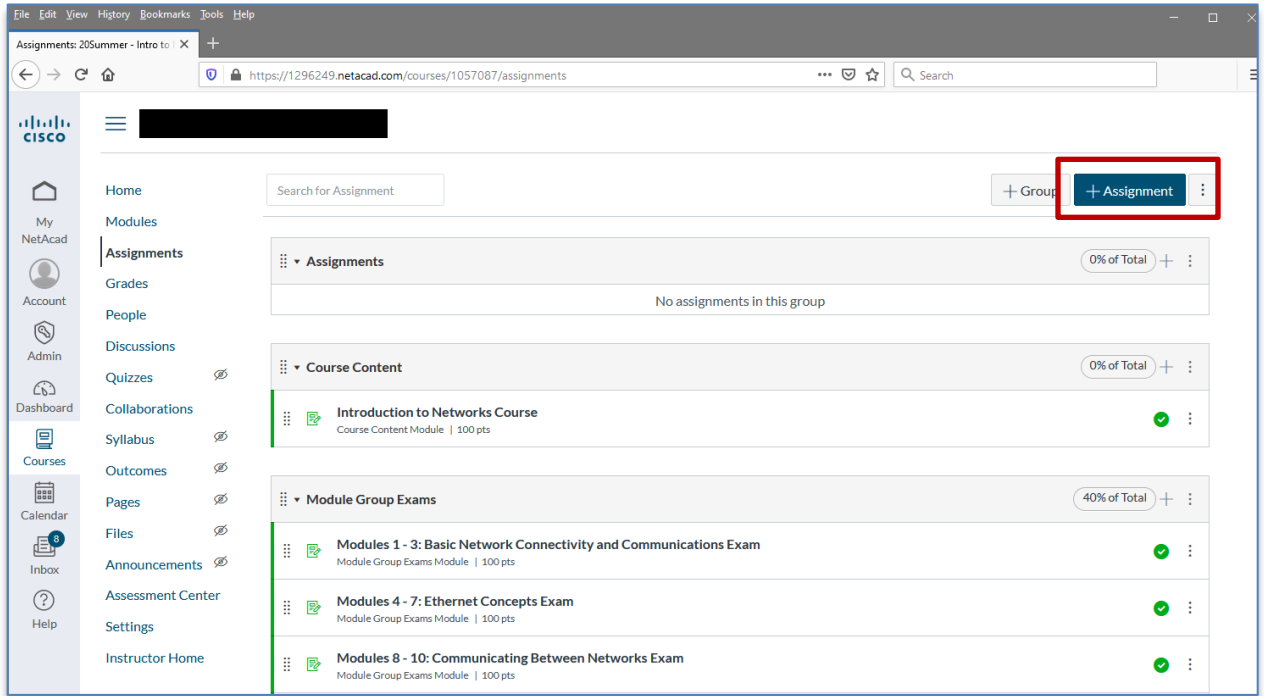 File Edit View History Bookmarks Tools Help
Assignments: 20Summer - Intro to
https://1296249.netacad.com/courses/1057087/assignments
Search
CISCO
My NetAcad
Account
Admin
Dashboard
Courses
Calendar
8
Inbox
Help
Home
Modules
Assignments
Grades
People
Discussions
Quizzes
Collaborations
Syllabus
Outcomes
Pages
Files
Announcements
Assessment Center
Settings
Instructor Home
Search for Assignment
+ Group
+ Assignment
Assignments
0% of Total
No assignments in this group
Course Content
0% of Total
Introduction to Networks Course
Course Content Module | 100 pts
Module Group Exams
40% of Total
Modules 1 - 3: Basic Network Connectivity and Communications Exam
Module Group Exams Module | 100 pts
Modules 4 - 7: Ethernet Concepts Exam
Module Group Exams Module | 100 pts
Modules 8 - 10: Communicating Between Networks Exam
Module Group Exams Module | 100 pts